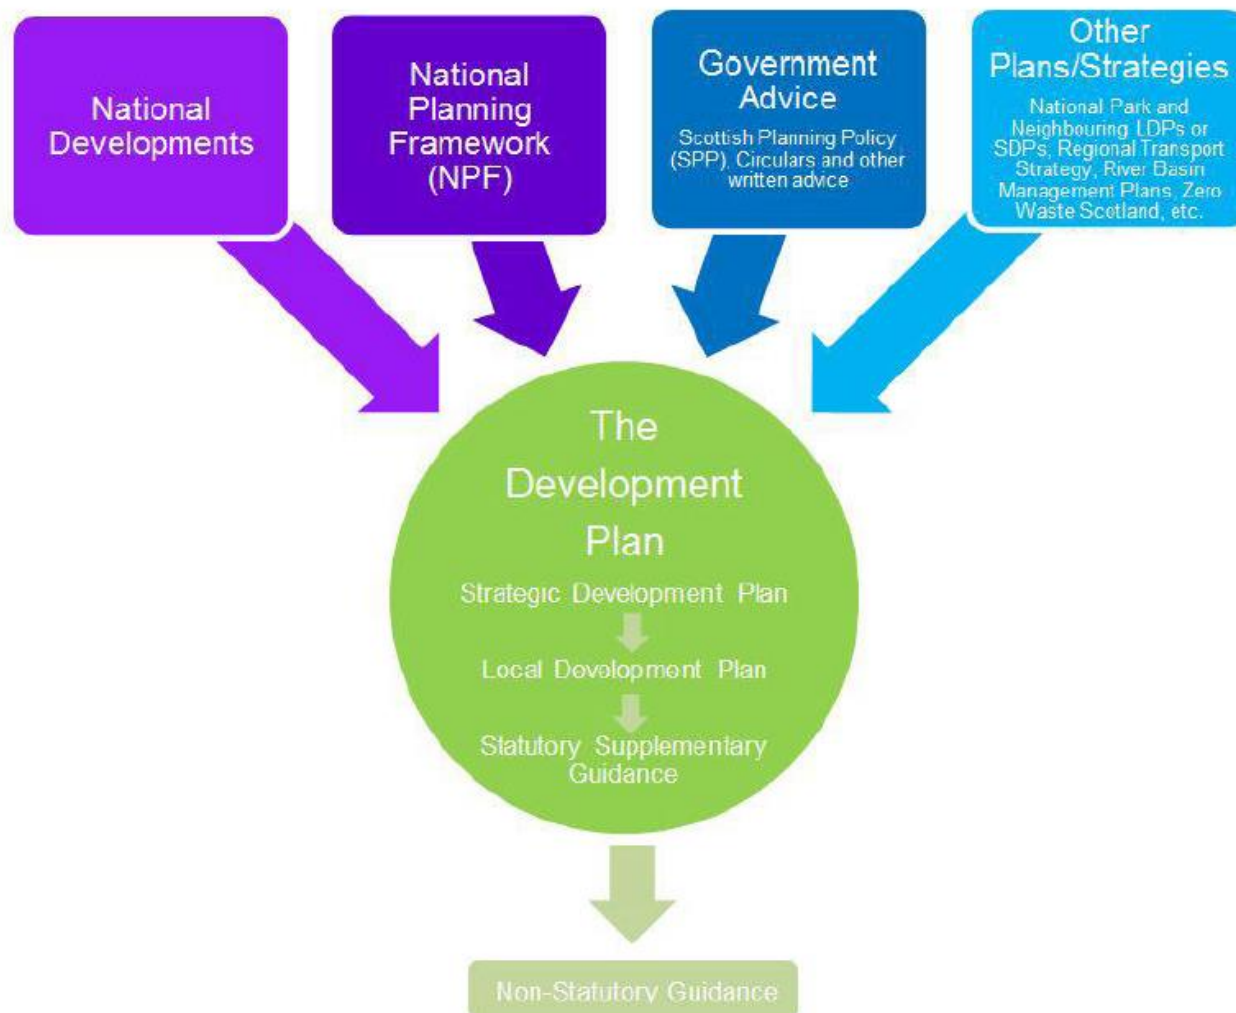 National
Developments
National
Planning
Framework
(NPF)
Government
Advice
Scottish Planning Policy
(SPP), Circulars and other
written advice
Other
Plans/Strategies
National Park and
Neighbouring LDPs or
SDPs, Regional Transport
Strategy, River Basin
Management Plans, Zero
Waste Scotland, etc.
The
Development
Plan
Strategic Development Plan
Local Development Plan
Statutory Supplementary
Guidance
Non-Statutory Guidance